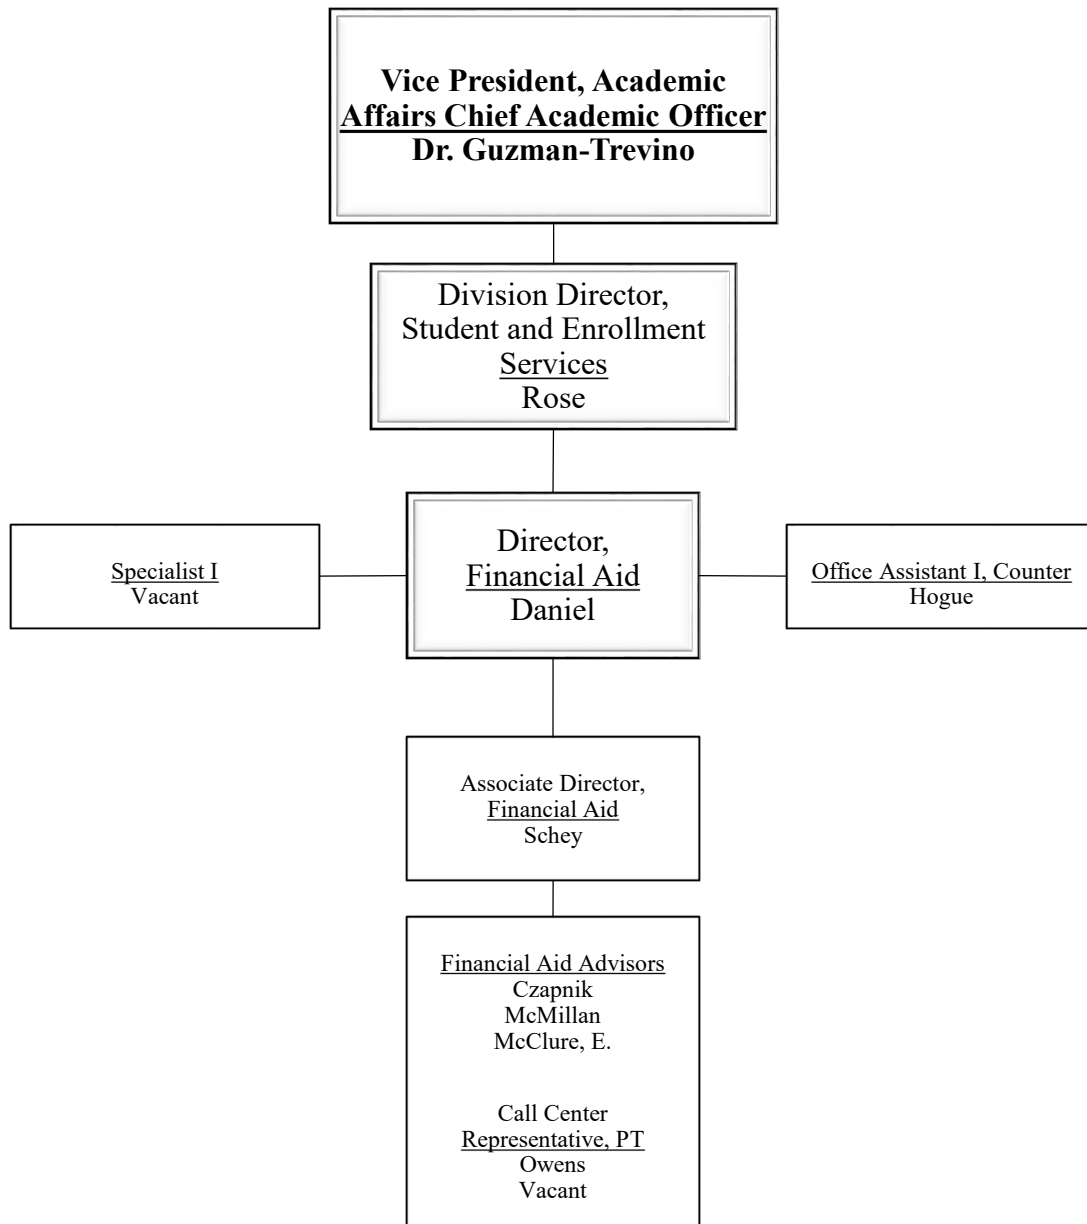 Vice President, Academic
Affairs Chief Academic Officer
Dr. Guzman-Trevino
Division Director,
Student and Enrollment
Services
Rose
Specialist I
Vacant
Director,
Financial Aid
Daniel
Office Assistant I, Counter
Hogue
Associate Director,
Financial Aid
Schey
Financial Aid Advisors
Czapnik
McMillan
McClure, E.
Call Center
Representative, PT
Owens
Vacant